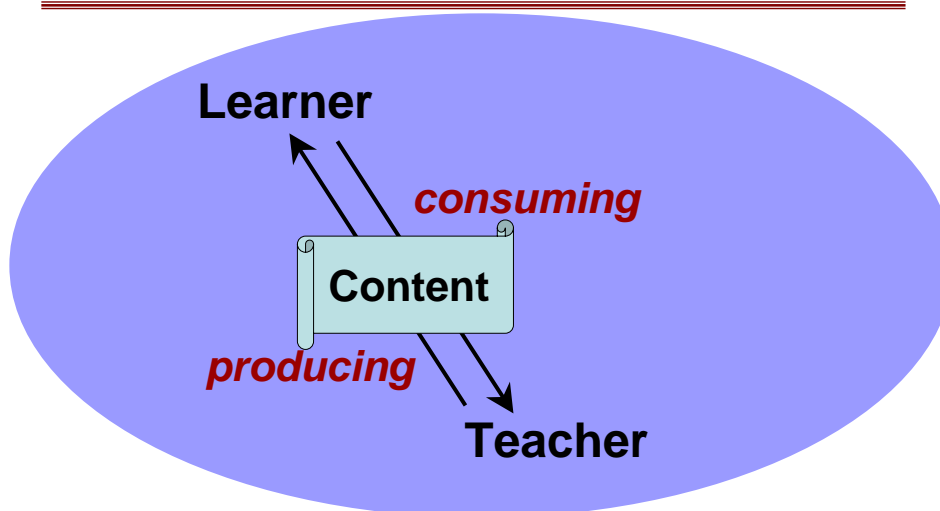 Learner
consuming
Content
producing
Teacher